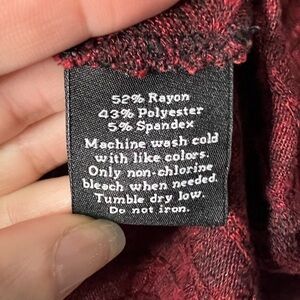 52% Rayon
43% Polyester
5% Spandex
Machine wash cold
with like colors.
Only non-chlorine
bleach when needed.
Tumble dry low.
Do not iron.